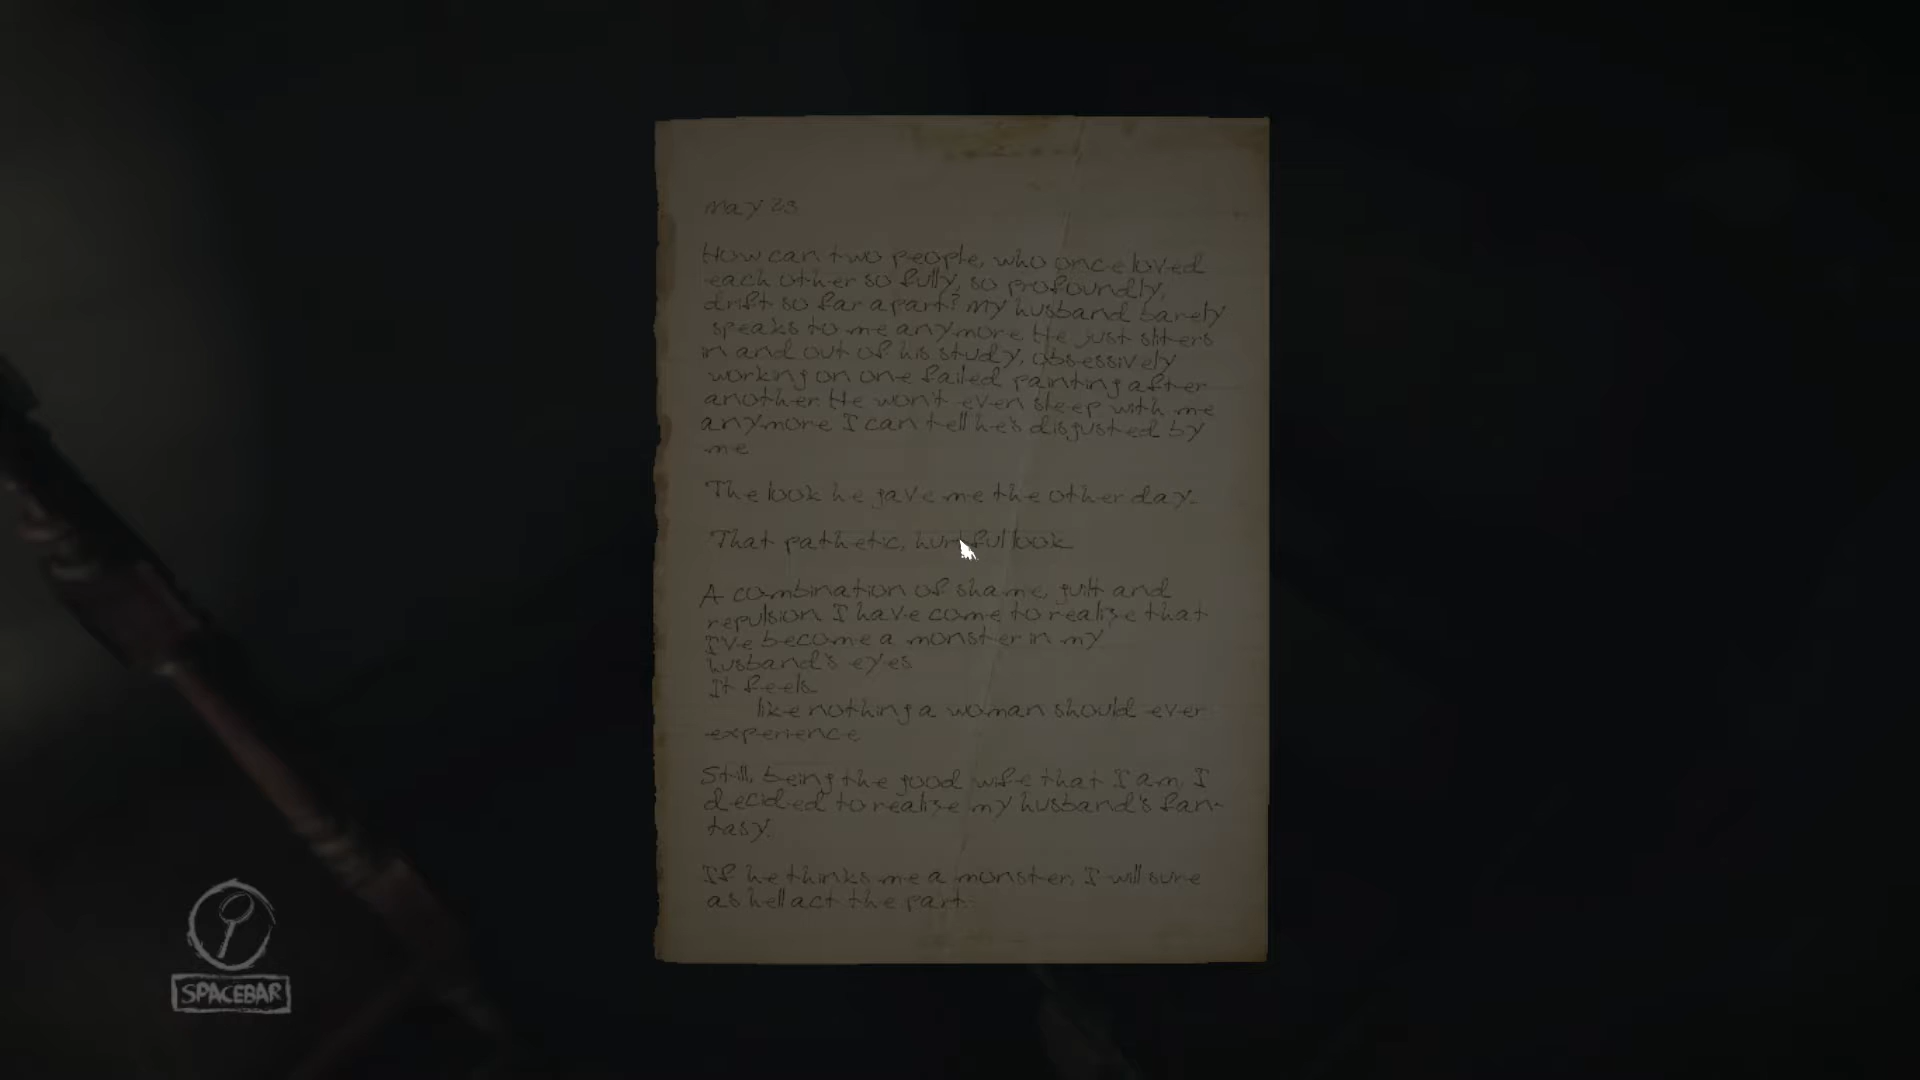 May 23
How can two people, who once loved
each other so fully, so profoundly,
drift so far apart? My husband barely
speaks to me anymore He just slithers
in and out of his study, obsessively
working on one failed painting after
another. He won't even sleep with me
anymore I can tell he's disgusted by
me
The look he gave me the other day.
That pathetic, hurtful look
A combination of shame, guilt and
repulsion I have come to realize that
I've become a monster in my
husband's eyes
It feels
like nothing a woman should ever
experience
Still, being the good wife that I am, I
decided to realize my husband's fan-
tasy.
If he thinks me a monster, I will sure
as hell act the part.
SPACEBAR